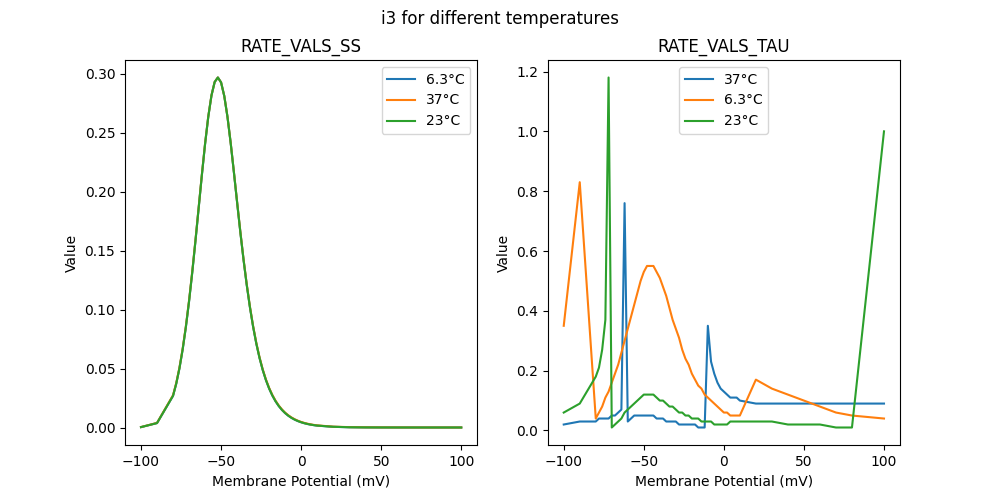 i3 for different temperatures
RATE_VALS_SS
0.30
0.25
0.20
0.15
0.10
0.05
0.00
Value
6.3°C
37°C
23°C
−100
−50
0
50
100
Membrane Potential (mV)
RATE_VALS_TAU
1.2
1.0
0.8
0.6
0.4
0.2
0.0
Value
37°C
6.3°C
23°C
−100
−50
0
50
100
Membrane Potential (mV)